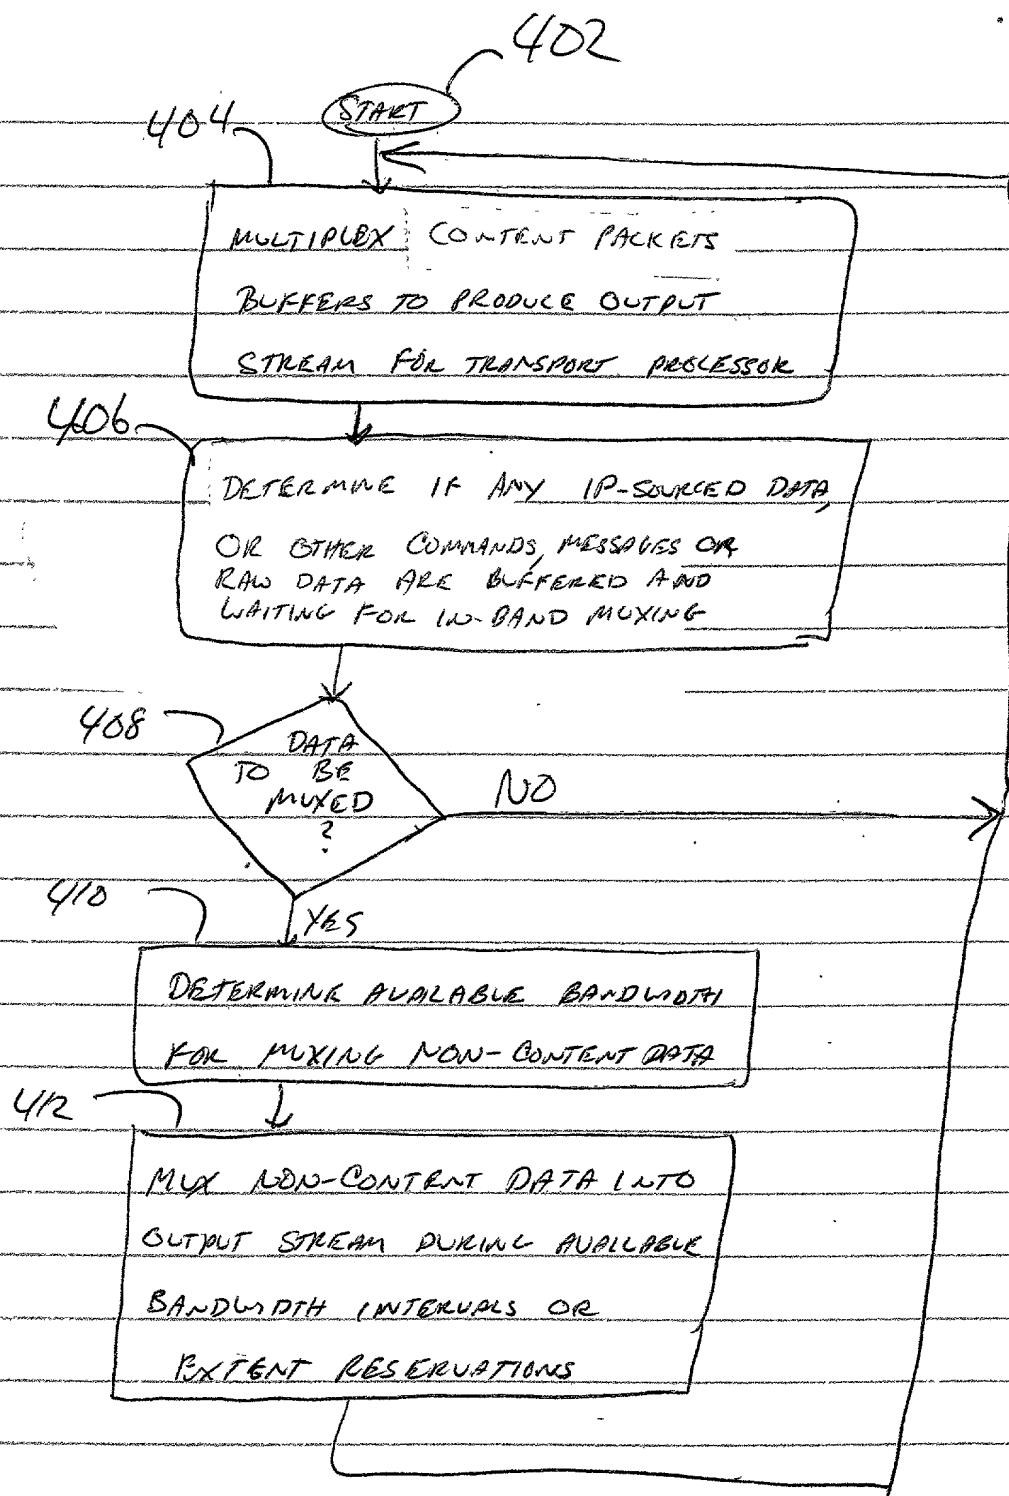 402
START
404
MULTIPLEX CONTENT PACKETS
BUFFERS TO PRODUCE OUTPUT
STREAM FOR TRANSPORT PROCESSOR
406
DETERMINE IF ANY IP-SOURCED DATA,
OR OTHER COMMANDS, MESSAGES OR
RAW DATA ARE BUFFERED AND
WAITING FOR IN-BAND MUXING
408
DATA
TO BE
MUXED
?
NO
410
YES
DETERMINE AVAILABLE BANDWIDTH
FOR MUXING NON-CONTENT DATA
412
MUX NON-CONTENT DATA INTO
OUTPUT STREAM DURING AVAILABLE
BANDWIDTH INTERVALS OR
EXTENT RESERVATIONS